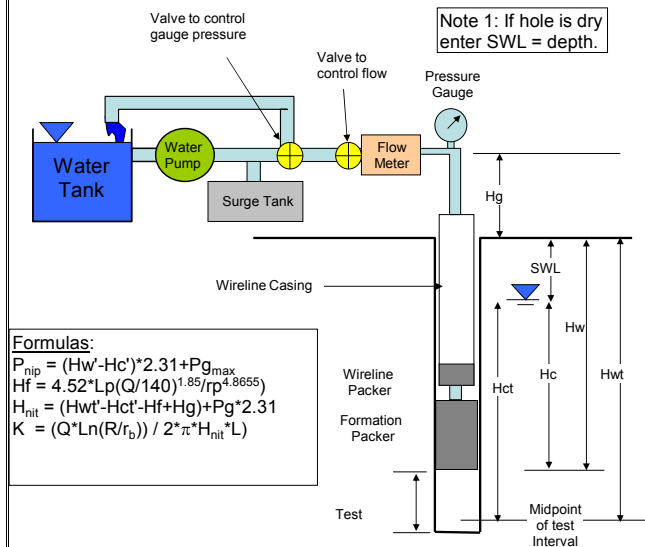 Note 1: If hole is dry
enter SWL = depth.
Valve to control
gauge pressure
Valve to
control flow
Pressure
Gauge
Water
Tank
Water
Pump
Flow
Meter
Surge Tank
Hg
SWL
Wireline Casing
Hw
Hct
Hc
Hwt
Formulas:
Pnip = (Hw'-Hc')*2.31+Pgmax
Hf = 4.52*Lp(Q/140)^1.85/rp^4.8655)
Hnit = (Hwt'-Hct'-Hf+Hg)+Pg*2.31
K = (Q*Ln(R/rb)) / 2*π*Hnit*L)
Wireline
Packer
Formation
Packer
Test
Midpoint
of test
Interval